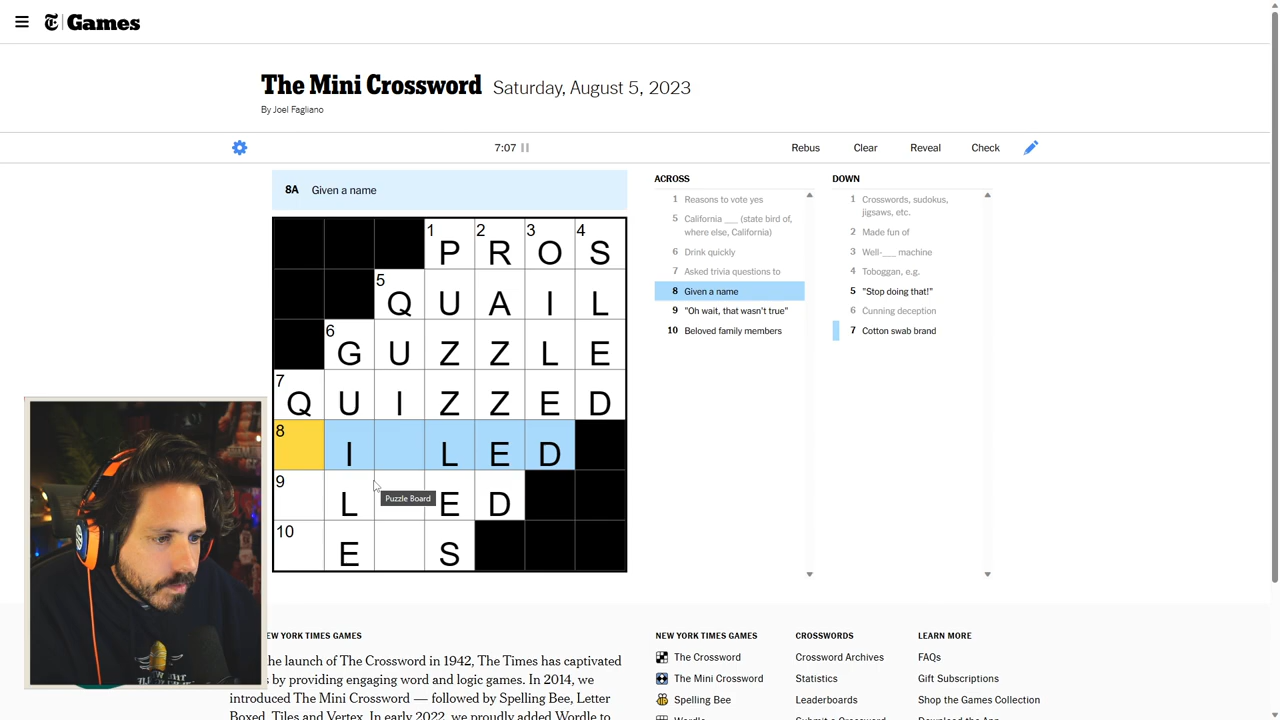 Games
The Mini Crossword Saturday, August 5, 2023
By Joel Fagliano
7:07
Rebus Clear Reveal Check
8A Given a name
1 P 2 R 3 O 4 S
5 Q U A I L
6 G U Z Z L E
7 Q U I Z Z E D
8 I L E D
9 L E D
10 E S
Puzzle Board
ACROSS
1 Reasons to vote yes
5 California ___ (state bird of,
where else, California)
6 Drink quickly
7 Asked trivia questions to
8 Given a name
9 "Oh wait, that wasn't true"
10 Beloved family members
DOWN
1 Crosswords, sudokus,
jigsaws, etc.
2 Made fun of
3 Well-___ machine
4 Toboggan, e.g.
5 "Stop doing that!"
6 Cunning deception
7 Cotton swab brand
EW YORK TIMES GAMES
he launch of The Crossword in 1942, The Times has captivated
s by providing engaging word and logic games. In 2014, we
introduced The Mini Crossword — followed by Spelling Bee, Letter
Boxed, Tiles and Vertex. In early 2022, we proudly added Wordle to
NEW YORK TIMES GAMES
The Crossword
The Mini Crossword
Spelling Bee
Wordle
CROSSWORDS
Crossword Archives
Statistics
Leaderboards
Submit a Crossword
LEARN MORE
FAQs
Gift Subscriptions
Shop the Games Collection
Download the App